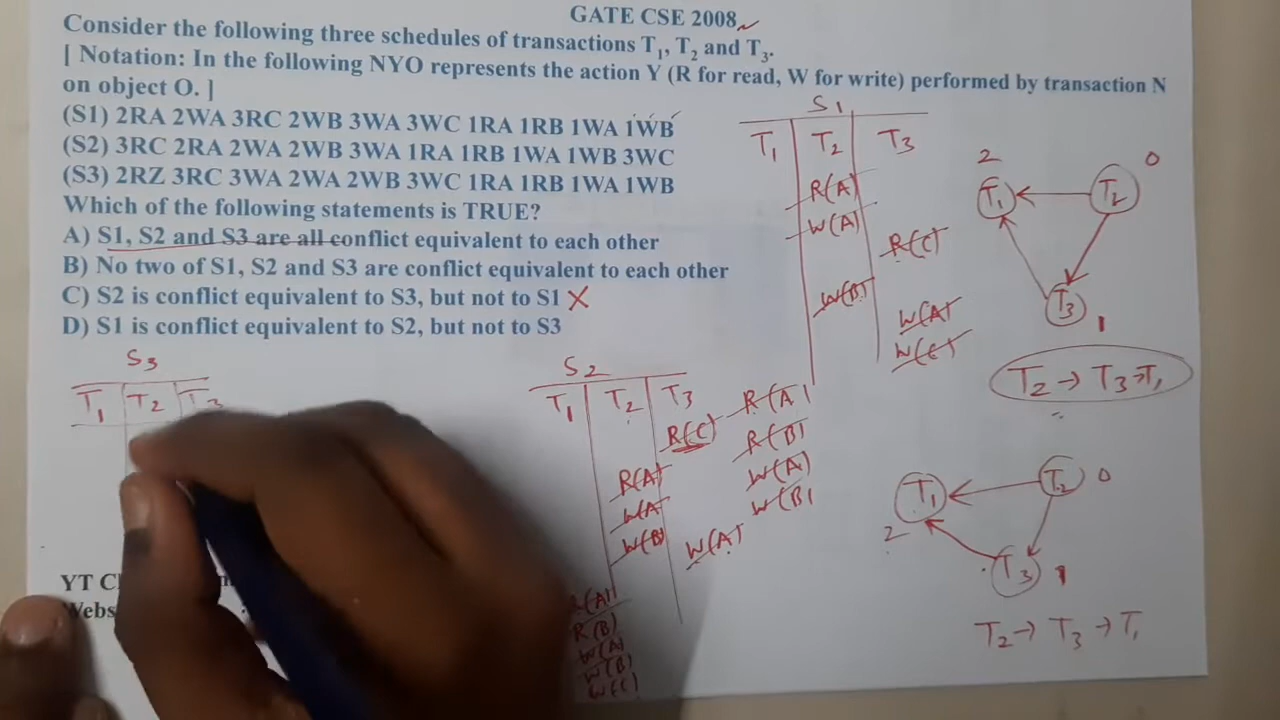 GATE CSE 2008
Consider the following three schedules of transactions T1, T2 and T3.
[ Notation: In the following NYO represents the action Y (R for read, W for write) performed by transaction N
on object O. ]
(S1) 2RA 2WA 3RC 2WB 3WA 3WC 1RA 1RB 1WA 1WB
(S2) 3RC 2RA 2WA 2WB 3WA 1RA 1RB 1WA 1WB 3WC
(S3) 2RZ 3RC 3WA 2WA 2WB 3WC 1RA 1RB 1WA 1WB
Which of the following statements is TRUE?
A) S1, S2 and S3 are all conflict equivalent to each other
B) No two of S1, S2 and S3 are conflict equivalent to each other
C) S2 is conflict equivalent to S3, but not to S1 X
D) S1 is conflict equivalent to S2, but not to S3
S1
T1 T2 T3
R(A)
W(A)
R(C)
W(B)
W(A)
W(C)
R(A)
R(B)
W(A)
W(B)
2 0
T1 T2
T3 1
T2 → T3 → T1
S2
T1 T2 T3
R(C)
R(A)
W(A)
W(B)
W(A)
R(A)
R(B)
W(A)
W(B)
W(C)
T1 T2 0
2
T3 1
T2 → T3 → T1
S3
T1 T2 T3
YT